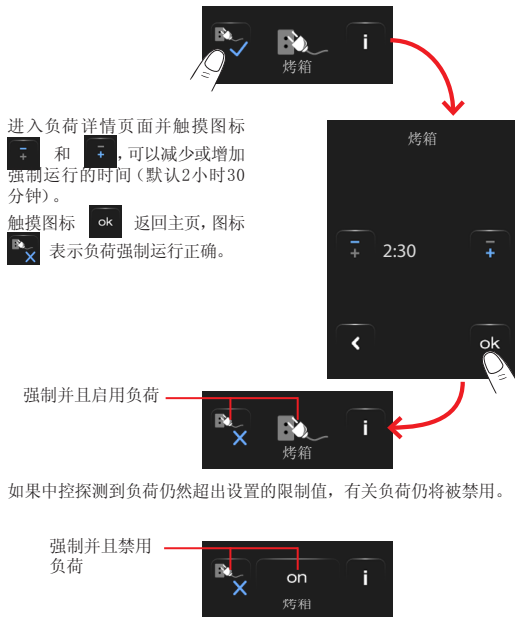 i
烤箱
进入负荷详情页面并触摸图标
和 ,可以减少或增加
强制运行的时间(默认2小时30
分钟)。
触摸图标 ok 返回主页,图标
表示负荷强制运行正确。
烤箱
2:30
ok
强制并且启用负荷
i
烤箱
如果中控探测到负荷仍然超出设置的限制值，有关负荷仍将被禁用。
强制并且禁用
负荷
on
i
烤箱